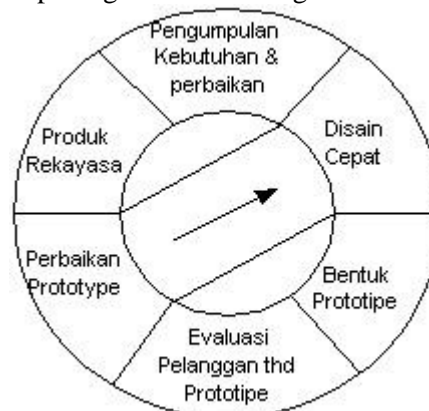 Pengumpulan
Kebutuhan &
perbaikan
Disain
Cepat
Bentuk
Prototipe
Evaluasi
Pelanggan thd
Prototipe
Perbaikan
Prototype
Produk
Rekayasa